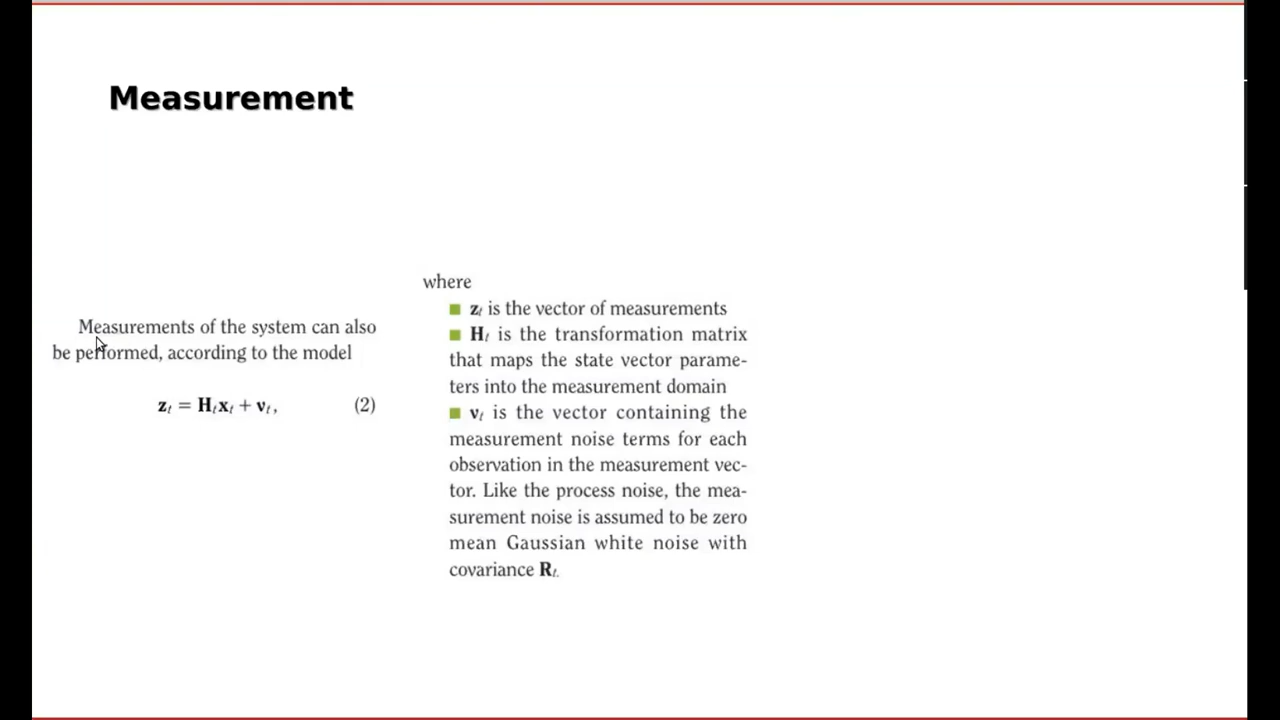 Measurement
Measurements of the system can also
be performed, according to the model
zₜ = Hₜxₜ + vₜ, (2)
where
■ zₜ is the vector of measurements
■ Hₜ is the transformation matrix
that maps the state vector parame-
ters into the measurement domain
■ vₜ is the vector containing the
measurement noise terms for each
observation in the measurement vec-
tor. Like the process noise, the mea-
surement noise is assumed to be zero
mean Gaussian white noise with
covariance Rₜ.